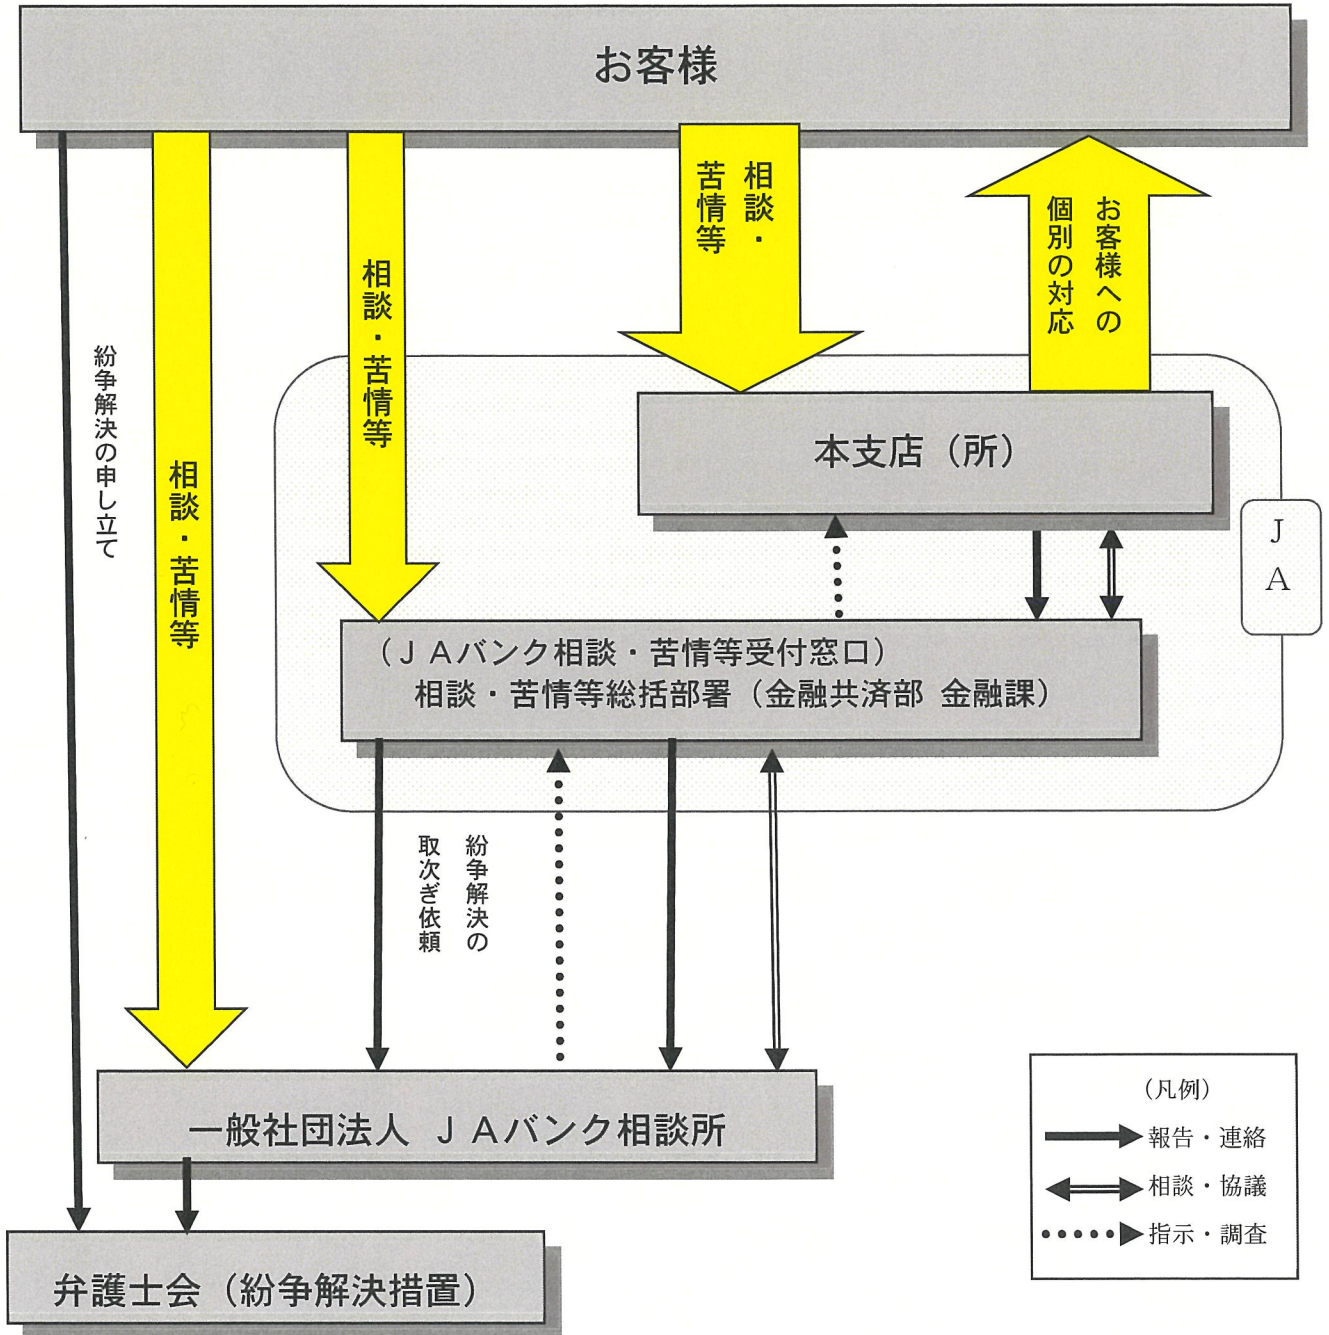 お客様
相談・
苦情等
お客様への
個別の対応
相談・苦情等
相談・苦情等
紛争解決の申し立て
本支店（所）
ＪＡ
（ＪＡバンク相談・苦情等受付窓口）
相談・苦情等総括部署（金融共済部 金融課）
紛争解決の
取次ぎ依頼
一般社団法人 ＪＡバンク相談所
弁護士会（紛争解決措置）
（凡例）
報告・連絡
相談・協議
指示・調査